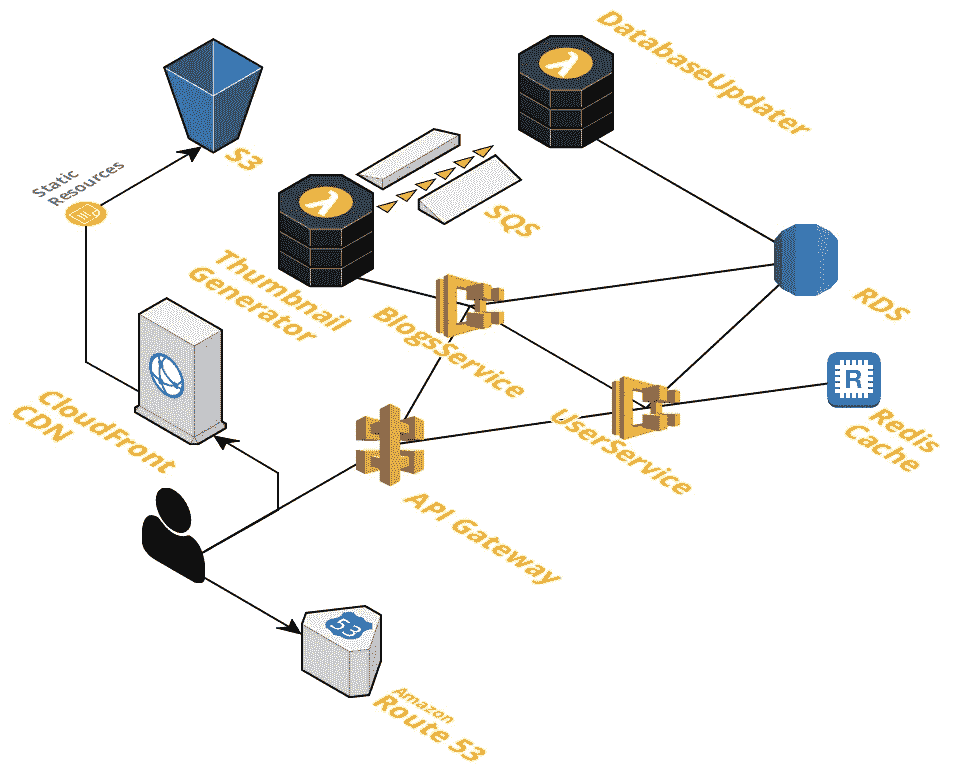 DatabaseUpdater
S3
Static
Resources
SQS
Thumbnail
Generator
BlogsService
RDS
R
Redis
Cache
UserService
CloudFront
CDN
API Gateway
53
Amazon
Route 53